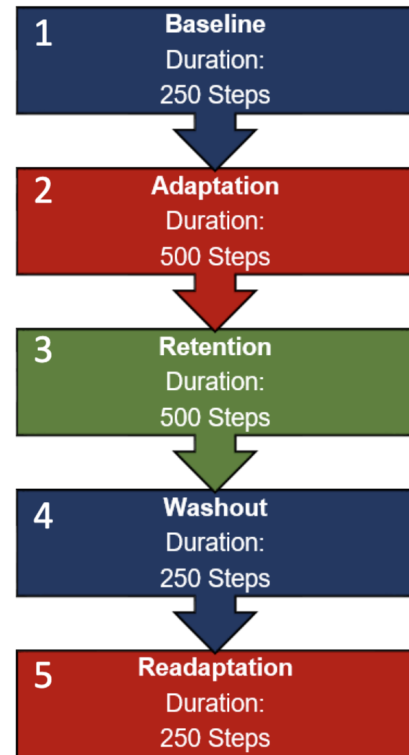 1
Baseline
Duration:
250 Steps
2
Adaptation
Duration:
500 Steps
3
Retention
Duration:
500 Steps
4
Washout
Duration:
250 Steps
5
Readaptation
Duration:
250 Steps